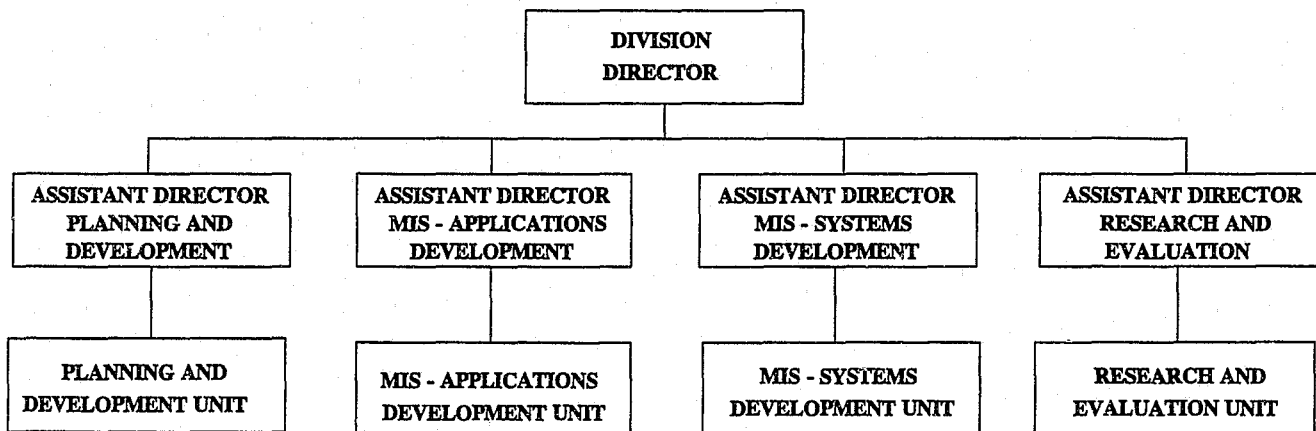 DIVISION
DIRECTOR
ASSISTANT DIRECTOR
PLANNING AND
DEVELOPMENT
ASSISTANT DIRECTOR
MIS - APPLICATIONS
DEVELOPMENT
ASSISTANT DIRECTOR
MIS - SYSTEMS
DEVELOPMENT
ASSISTANT DIRECTOR
RESEARCH AND
EVALUATION
PLANNING AND
DEVELOPMENT UNIT
MIS - APPLICATIONS
DEVELOPMENT UNIT
MIS - SYSTEMS
DEVELOPMENT UNIT
RESEARCH AND
EVALUATION UNIT